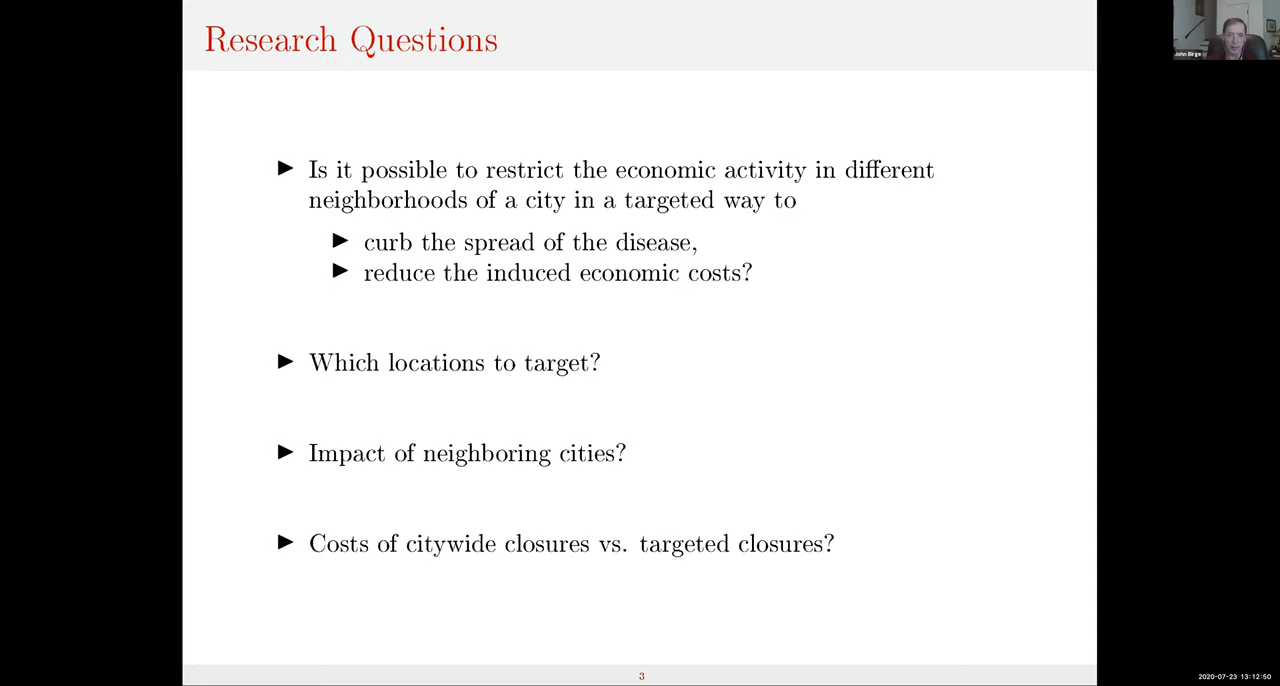 Research Questions
John Birge
▶ Is it possible to restrict the economic activity in different
neighborhoods of a city in a targeted way to
▶ curb the spread of the disease,
▶ reduce the induced economic costs?
▶ Which locations to target?
▶ Impact of neighboring cities?
▶ Costs of citywide closures vs. targeted closures?
3
2020-07-23 13:12:50